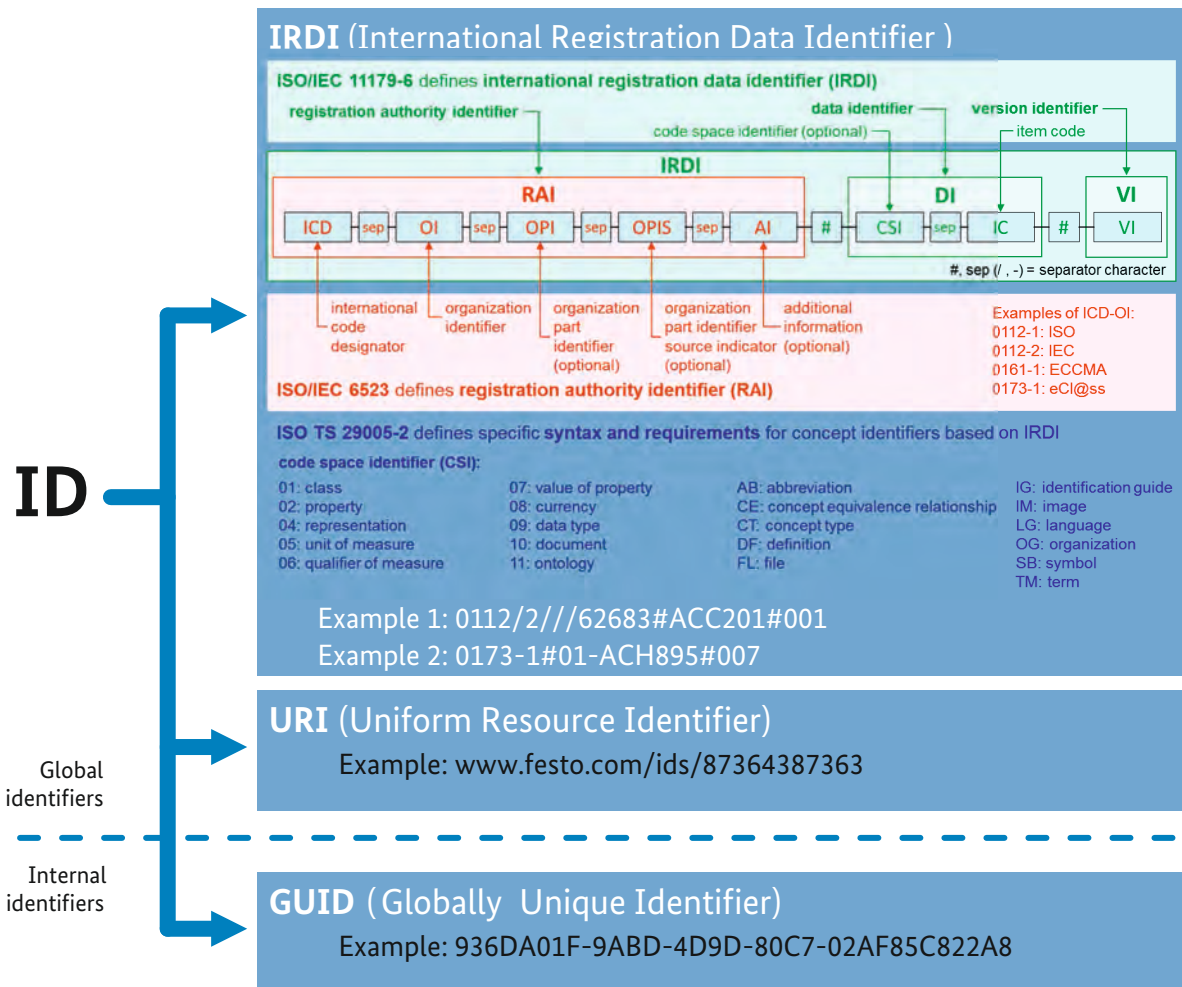 IRDI (International Registration Data Identifier )
ISO/IEC 11179-6 defines international registration data identifier (IRDI)
registration authority identifier
data identifier
version identifier
code space identifier (optional)
item code
IRDI
RAI
DI
VI
ICD sep OI sep OPI sep OPIS sep AI # CSI sep IC # VI
#, sep (/ , -) = separator character
international code designator
organization identifier
organization part identifier (optional)
organization part identifier source indicator (optional)
additional information (optional)
Examples of ICD-OI:
0112-1: ISO
0112-2: IEC
0161-1: ECCMA
0173-1: eCl@ss
ISO/IEC 6523 defines registration authority identifier (RAI)
ISO TS 29005-2 defines specific syntax and requirements for concept identifiers based on IRDI
code space identifier (CSI):
01: class
02: property
04: representation
05: unit of measure
06: qualifier of measure
07: value of property
08: currency
09: data type
10: document
11: ontology
AB: abbreviation
CE: concept equivalence relationship
CT: concept type
DF: definition
FL: file
IG: identification guide
IM: image
LG: language
OG: organization
SB: symbol
TM: term
Example 1: 0112/2///62683#ACC201#001
Example 2: 0173-1#01-ACH895#007
ID
URI (Uniform Resource Identifier)
Example: www.festo.com/ids/87364387363
Global
identifiers
Internal
identifiers
GUID (Globally Unique Identifier)
Example: 936DA01F-9ABD-4D9D-80C7-02AF85C822A8